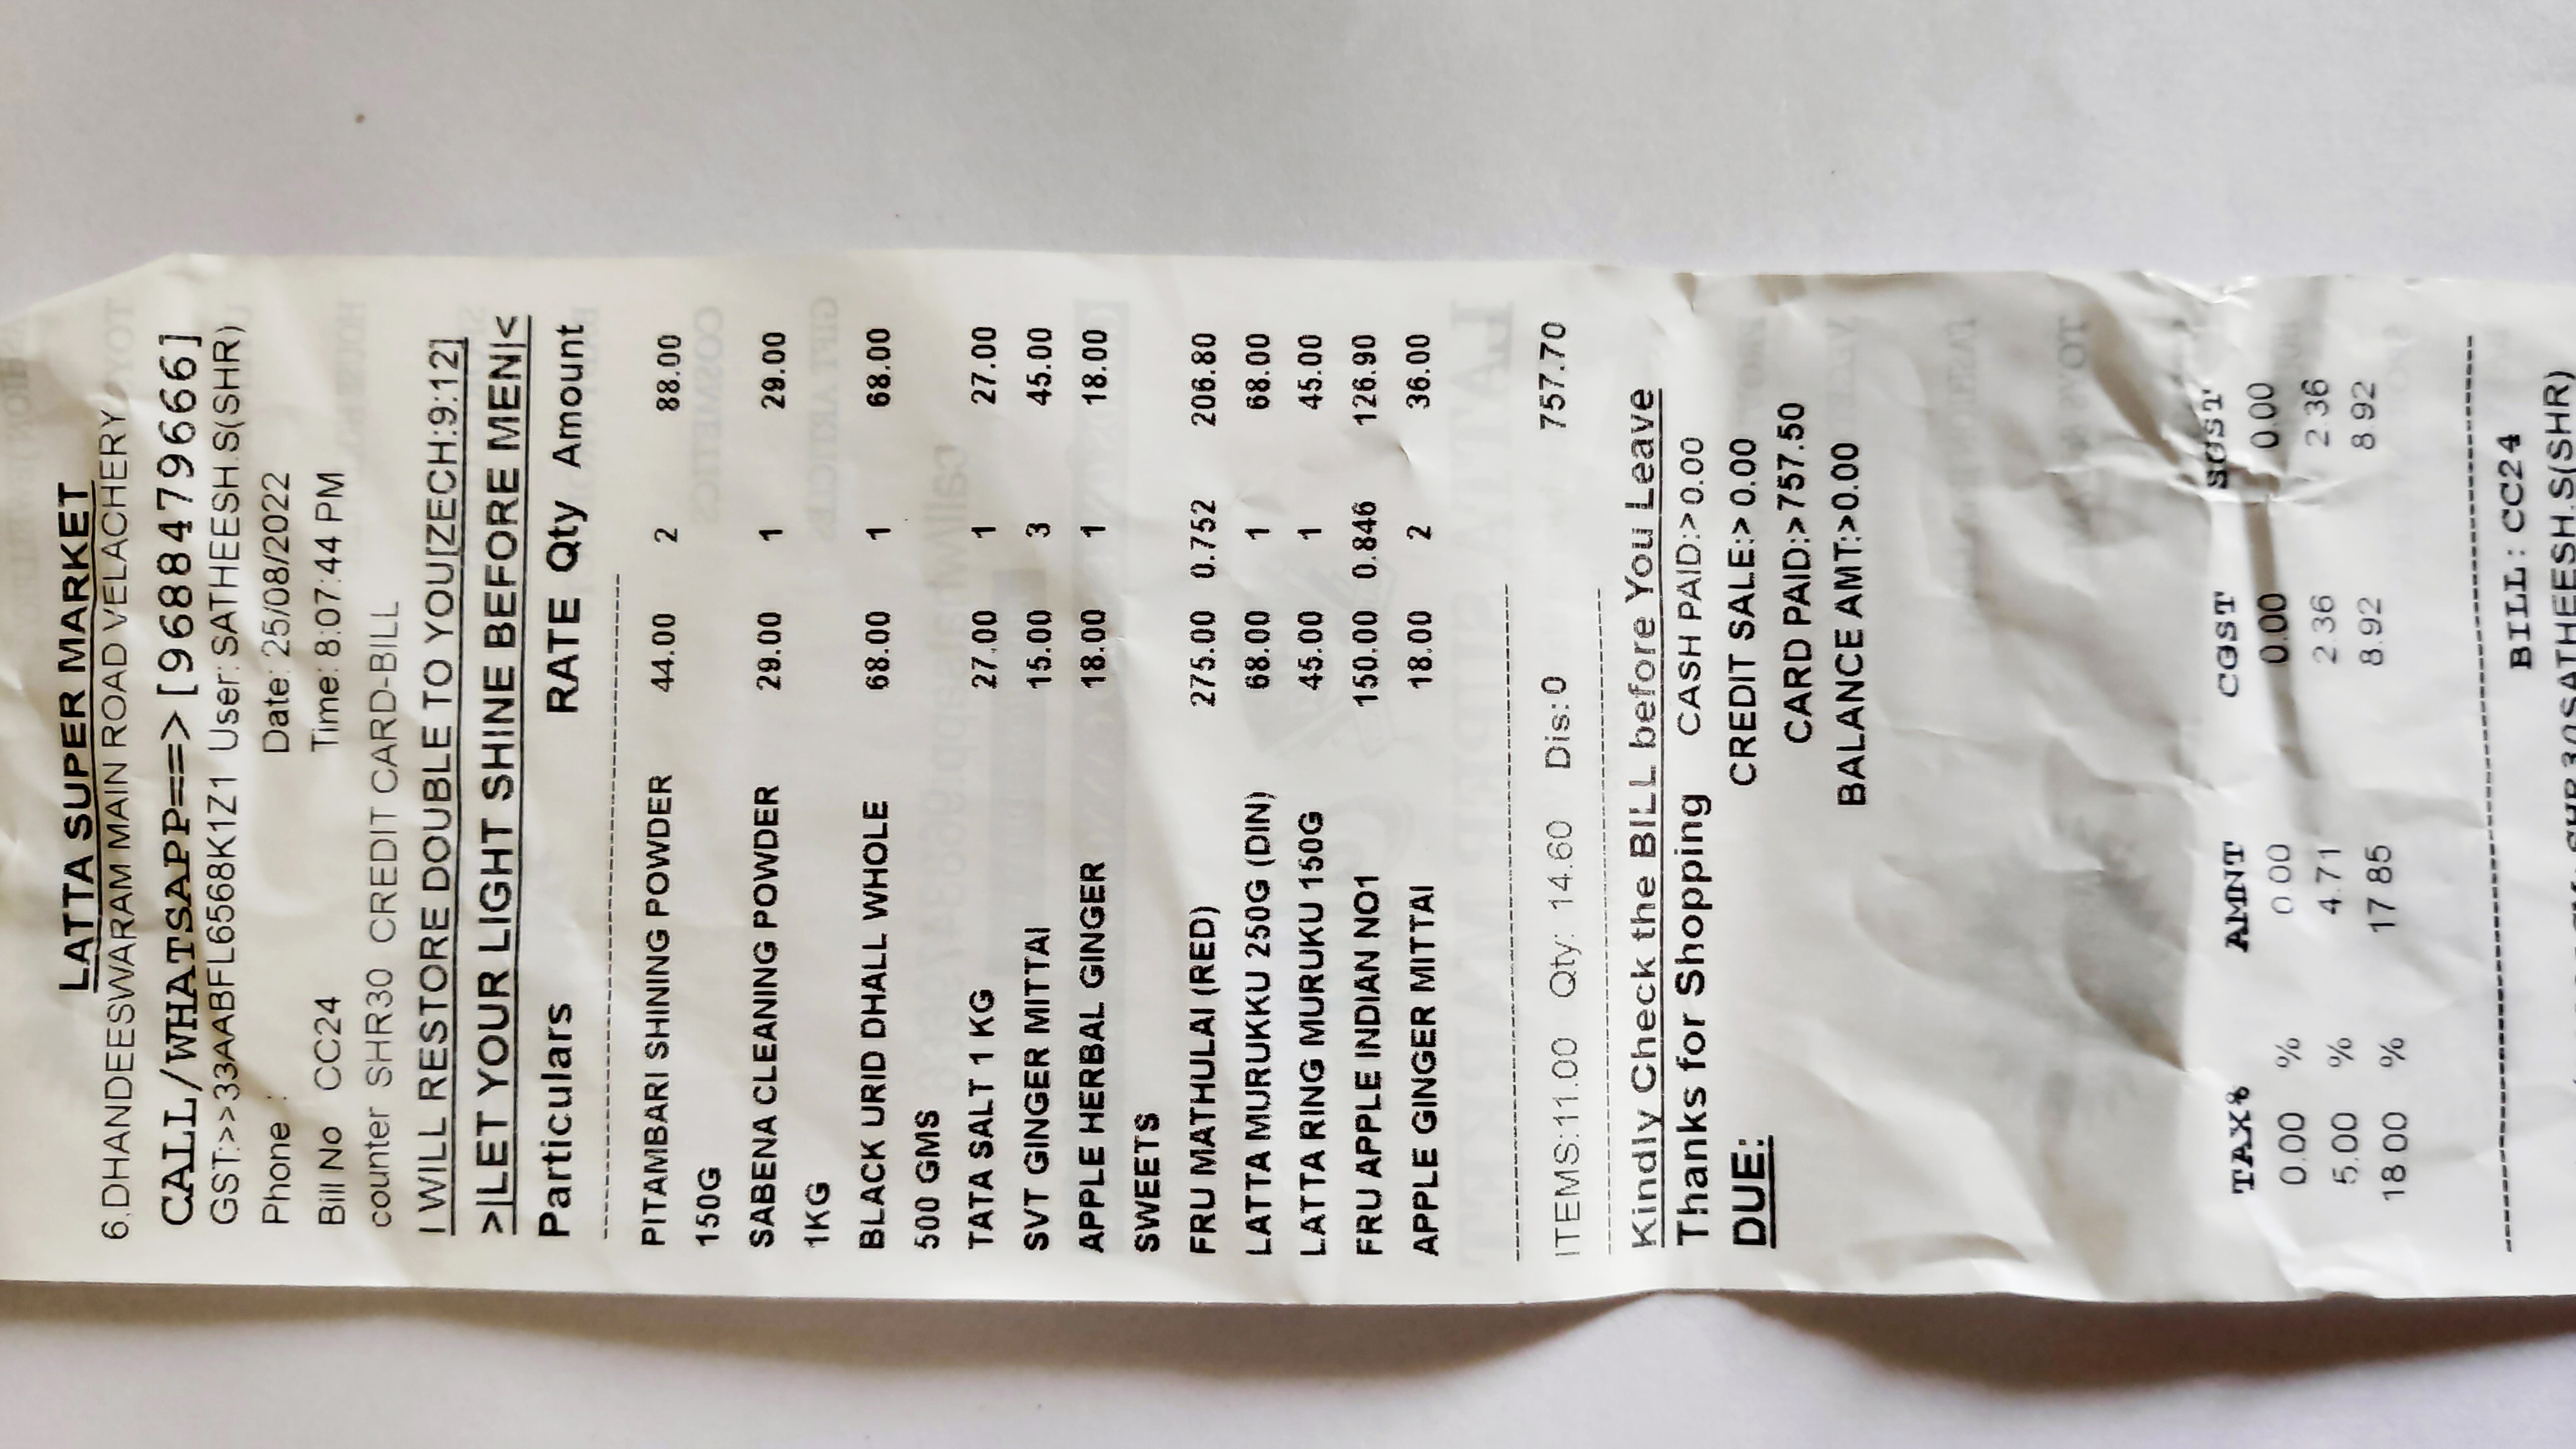 LATTA SUPER MARKET
6.DHANDEESWARAM MAIN ROAD VELACHERY
CALL/WHATSAPP==>[9688479666]
GST:>>33AABFL6568K1Z1 User: SATHEESH.S(SHR)
Phone : Date: 25/08/2022
Bill No CC24 Time: 8:07:44 PM
counter SHR30 CREDIT CARD-BILL
I WILL RESTORE DOUBLE TO YOU[ZECH:9:12]
>|LET YOUR LIGHT SHINE BEFORE MEN|<
Particulars RATE Qty Amount
PITAMBARI SHINING POWDER 44.00 2 88.00
150G
SABENA CLEANING POWDER 29.00 1 29.00
1KG
BLACK URID DHALL WHOLE 68.00 1 68.00
500 GMS
TATA SALT 1 KG 27.00 1 27.00
SVT GINGER MITTAI 15.00 3 45.00
APPLE HERBAL GINGER 18.00 1 18.00
SWEETS
FRU MATHULAI (RED) 275.00 0.752 206.80
LATTA MURUKKU 250G (DIN) 68.00 1 68.00
LATTA RING MURUKU 150G 45.00 1 45.00
FRU APPLE INDIAN NO1 150.00 0.846 126.90
APPLE GINGER MITTAI 18.00 2 36.00
ITEMS:11.00 Qty: 14.60 Dis:0 757.70
Kindly Check the BILL before You Leave
Thanks for Shopping CASH PAID:>0.00
DUE: CREDIT SALE:> 0.00
CARD PAID:>757.50
BALANCE AMT:>0.00
TAX% AMNT CGST SGST
0.00 % 0.00 0.00 0.00
5.00 % 4.71 2.36 2.36
18.00 % 17.85 8.92 8.92
BILL: CC24
SHR30SATHEESH.S(SHR)